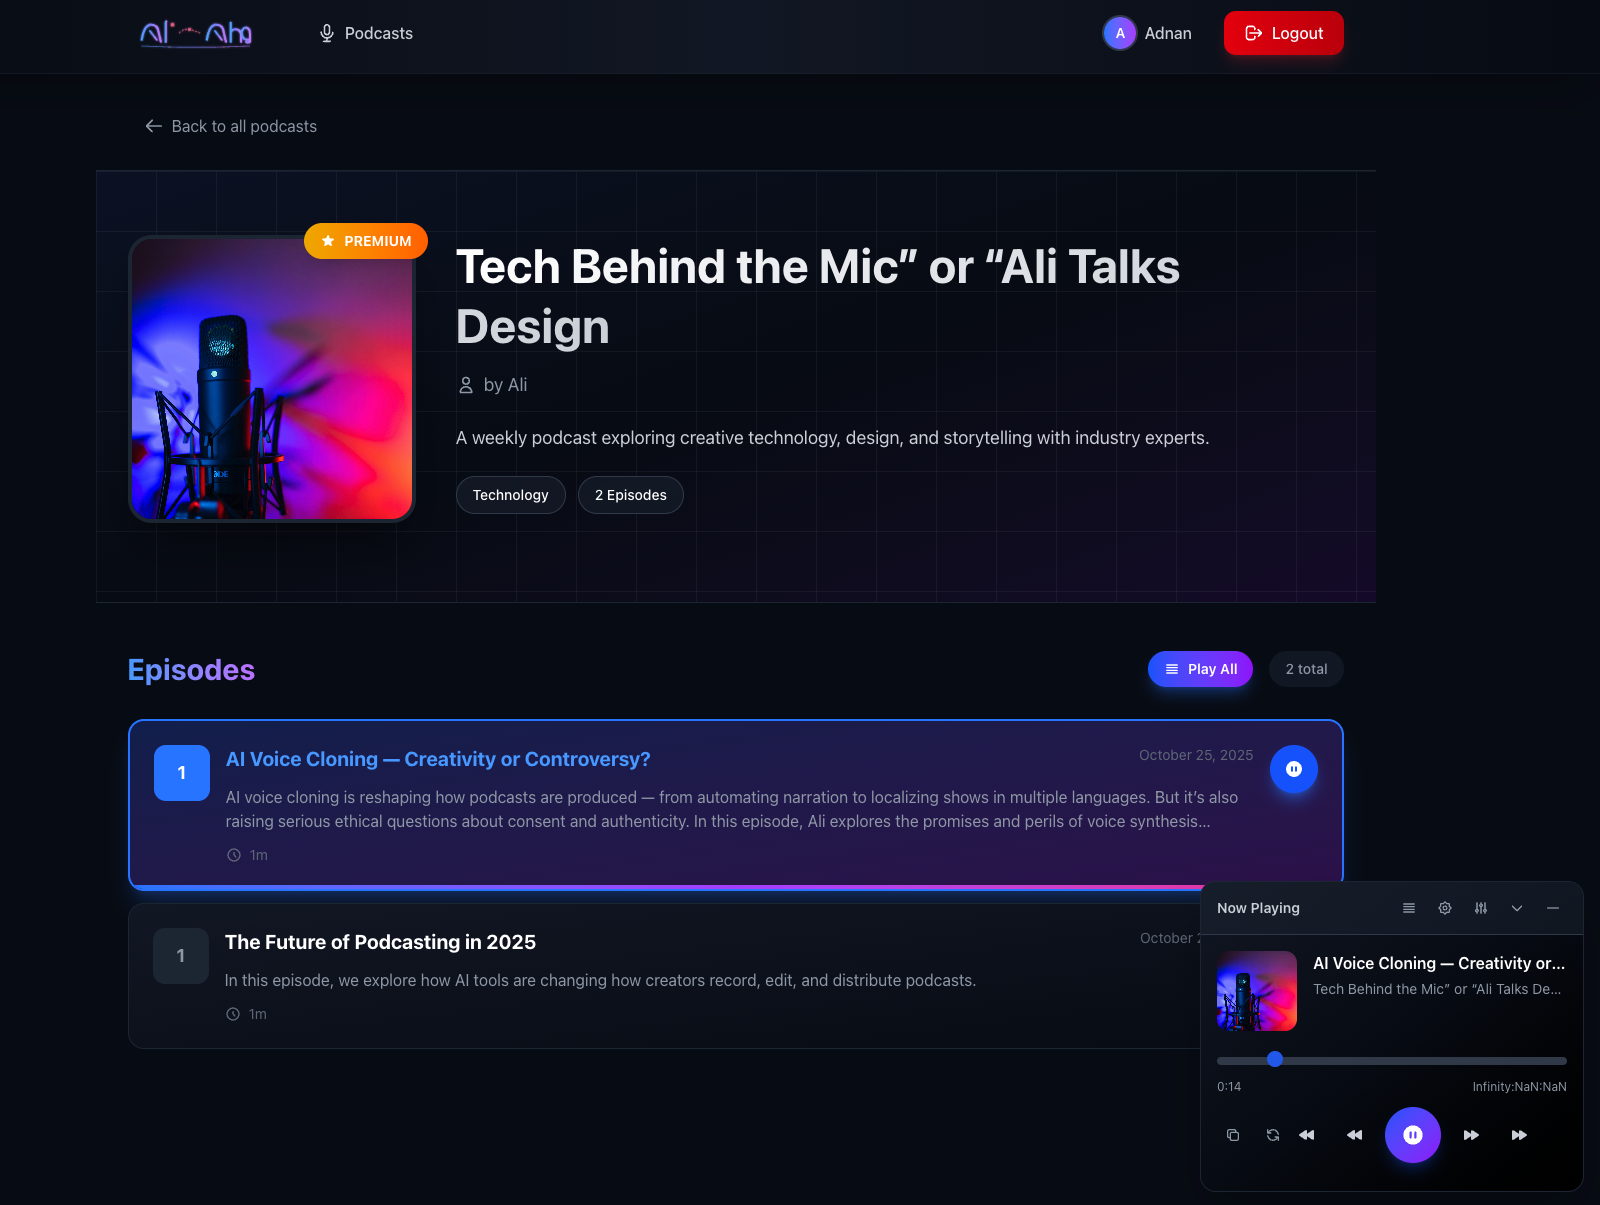 Ali Aha
Podcasts
A
Adnan
Logout
Back to all podcasts
PREMIUM
Tech Behind the Mic” or “Ali Talks
Design
by Ali
A weekly podcast exploring creative technology, design, and storytelling with industry experts.
Technology
2 Episodes
Episodes
Play All
2 total
1
AI Voice Cloning — Creativity or Controversy?
October 25, 2025
AI voice cloning is reshaping how podcasts are produced — from automating narration to localizing shows in multiple languages. But it’s also
raising serious ethical questions about consent and authenticity. In this episode, Ali explores the promises and perils of voice synthesis...
1m
1
The Future of Podcasting in 2025
October 2
In this episode, we explore how AI tools are changing how creators record, edit, and distribute podcasts.
1m
Now Playing
AI Voice Cloning — Creativity or...
Tech Behind the Mic” or “Ali Talks De...
0:14
Infinity:NaN:NaN